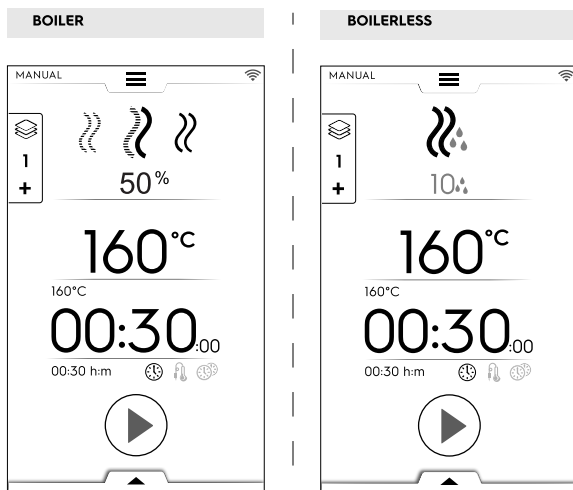 BOILER
MANUAL
1
+
50%
160°C
160°C
00:30:00
00:30 h:m
BOILERLESS
MANUAL
1
+
10
160°C
160°C
00:30:00
00:30 h:m